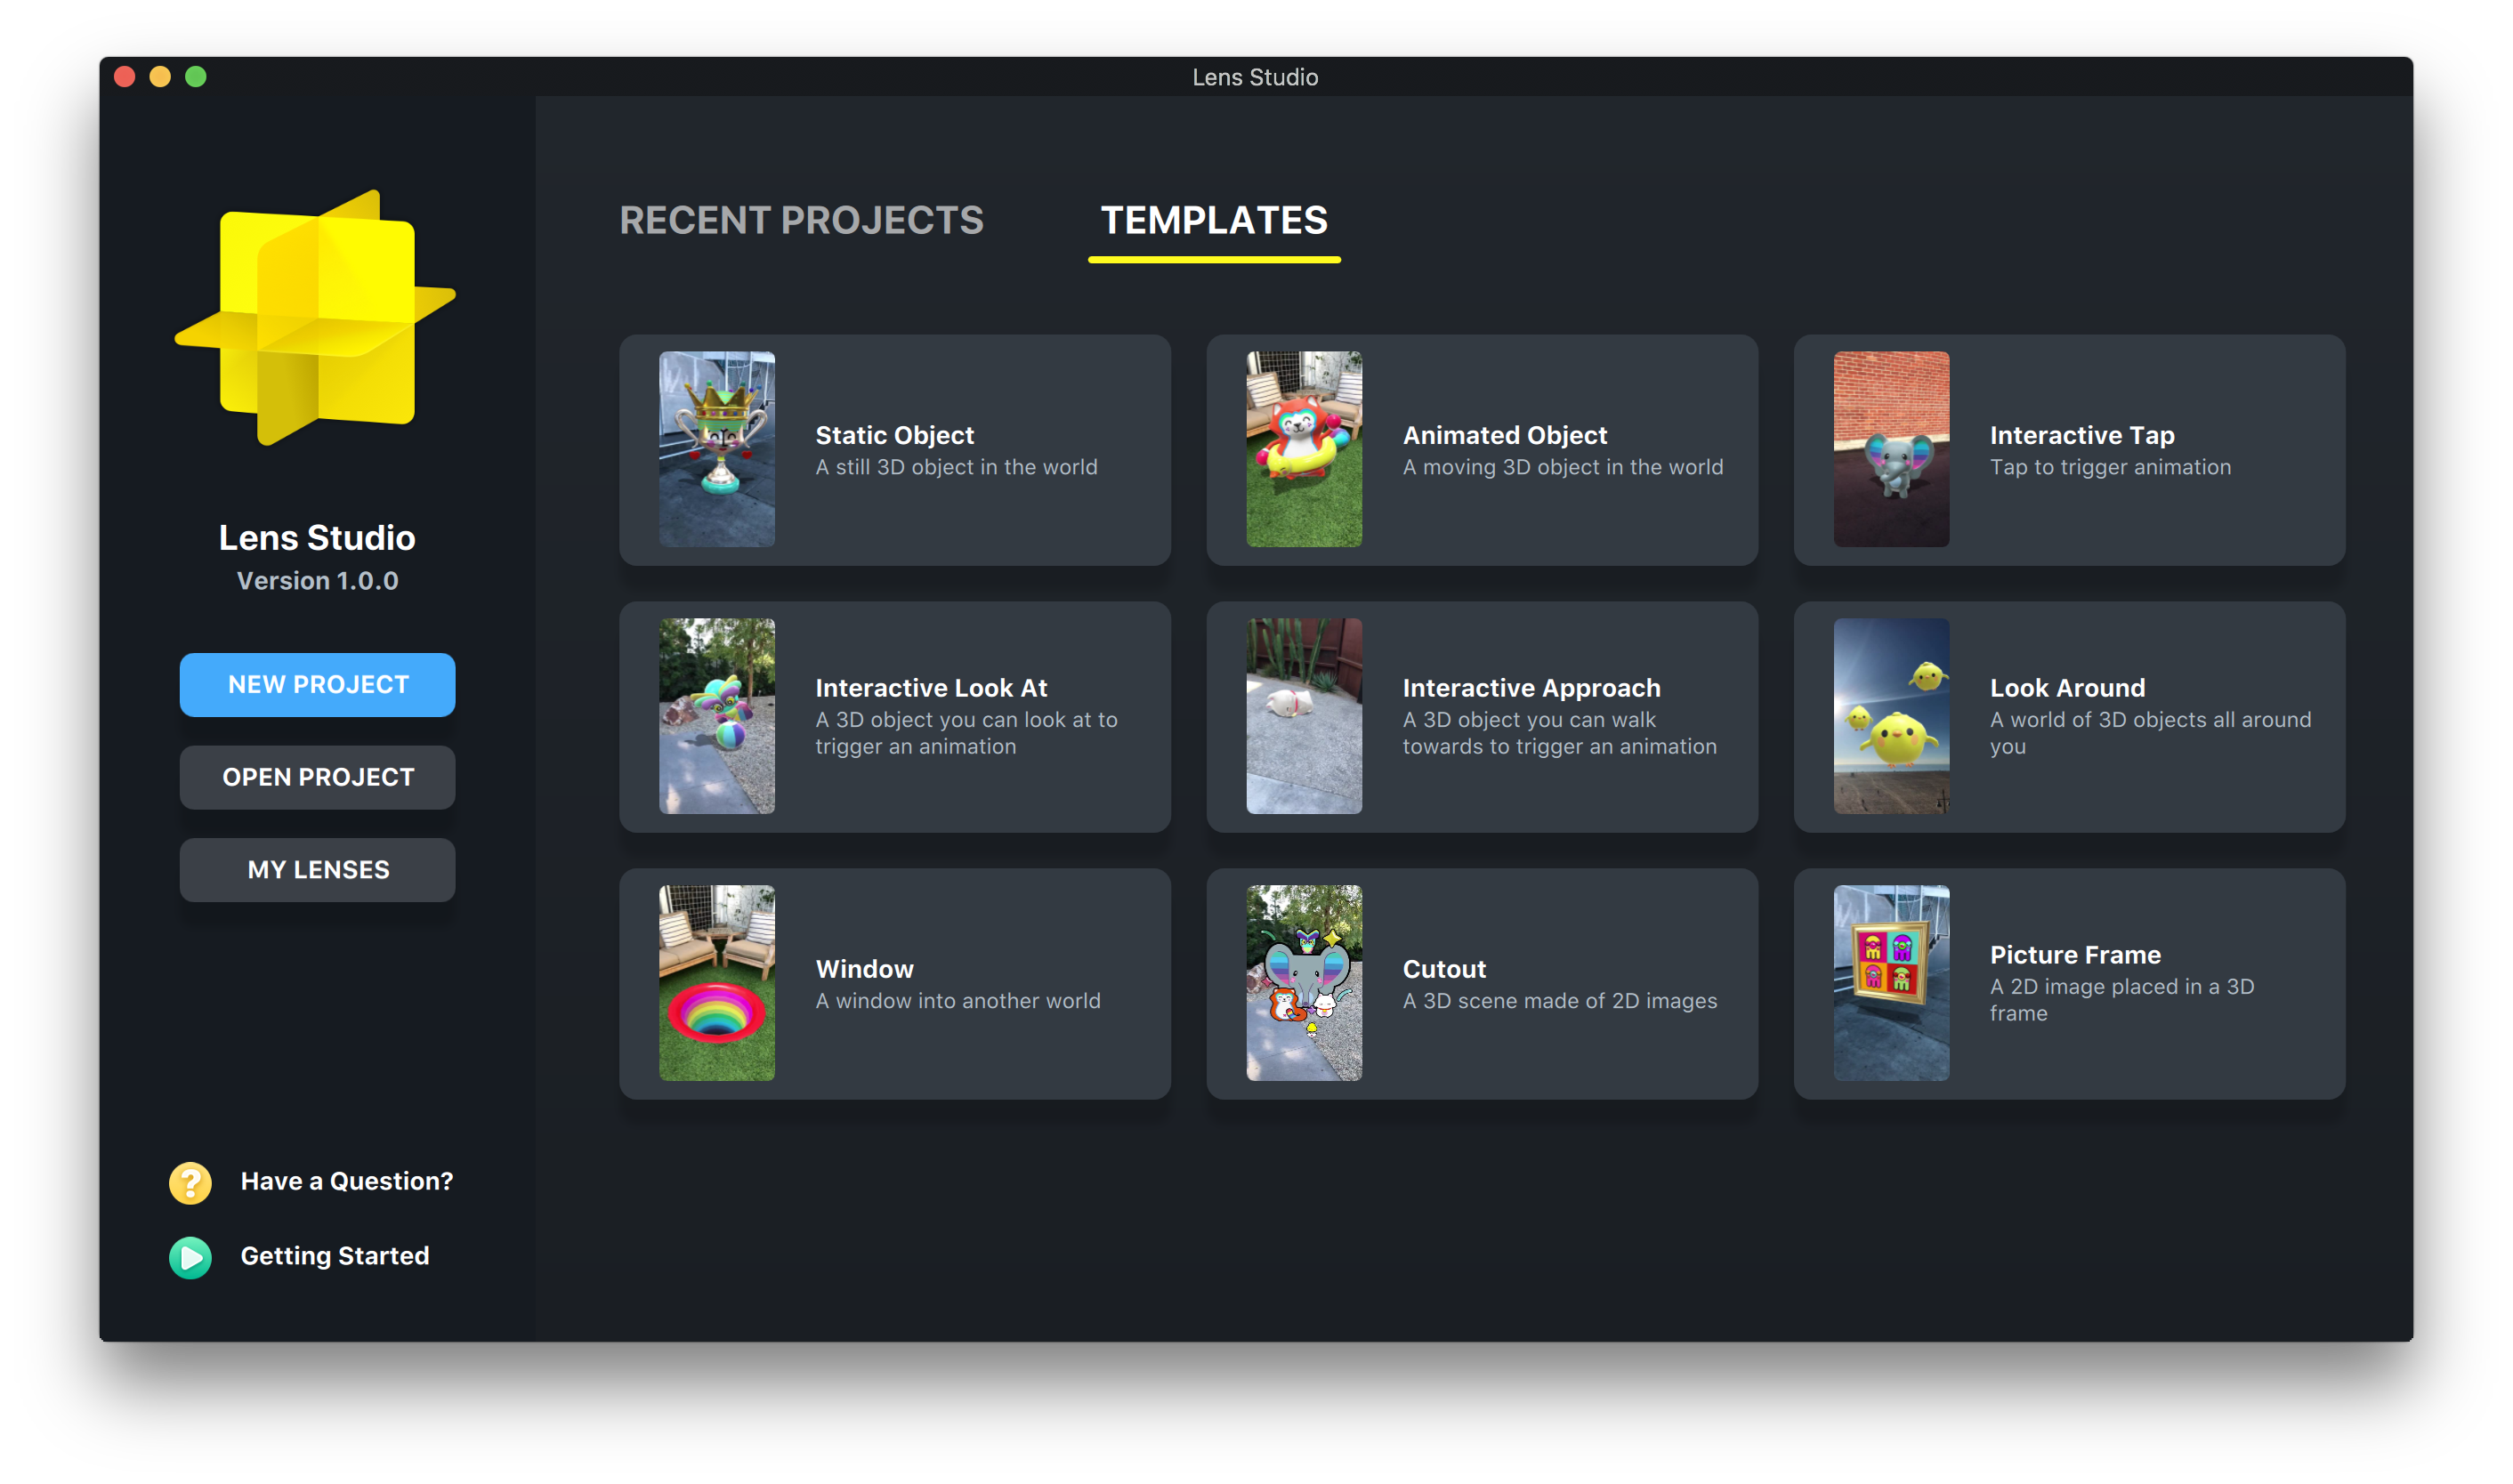 Lens Studio
Lens Studio
Version 1.0.0
NEW PROJECT
OPEN PROJECT
MY LENSES
Have a Question?
Getting Started
RECENT PROJECTS
TEMPLATES
Static Object
A still 3D object in the world
Animated Object
A moving 3D object in the world
Interactive Tap
Tap to trigger animation
Interactive Look At
A 3D object you can look at to
trigger an animation
Interactive Approach
A 3D object you can walk
towards to trigger an animation
Look Around
A world of 3D objects all around
you
Window
A window into another world
Cutout
A 3D scene made of 2D images
Picture Frame
A 2D image placed in a 3D
frame